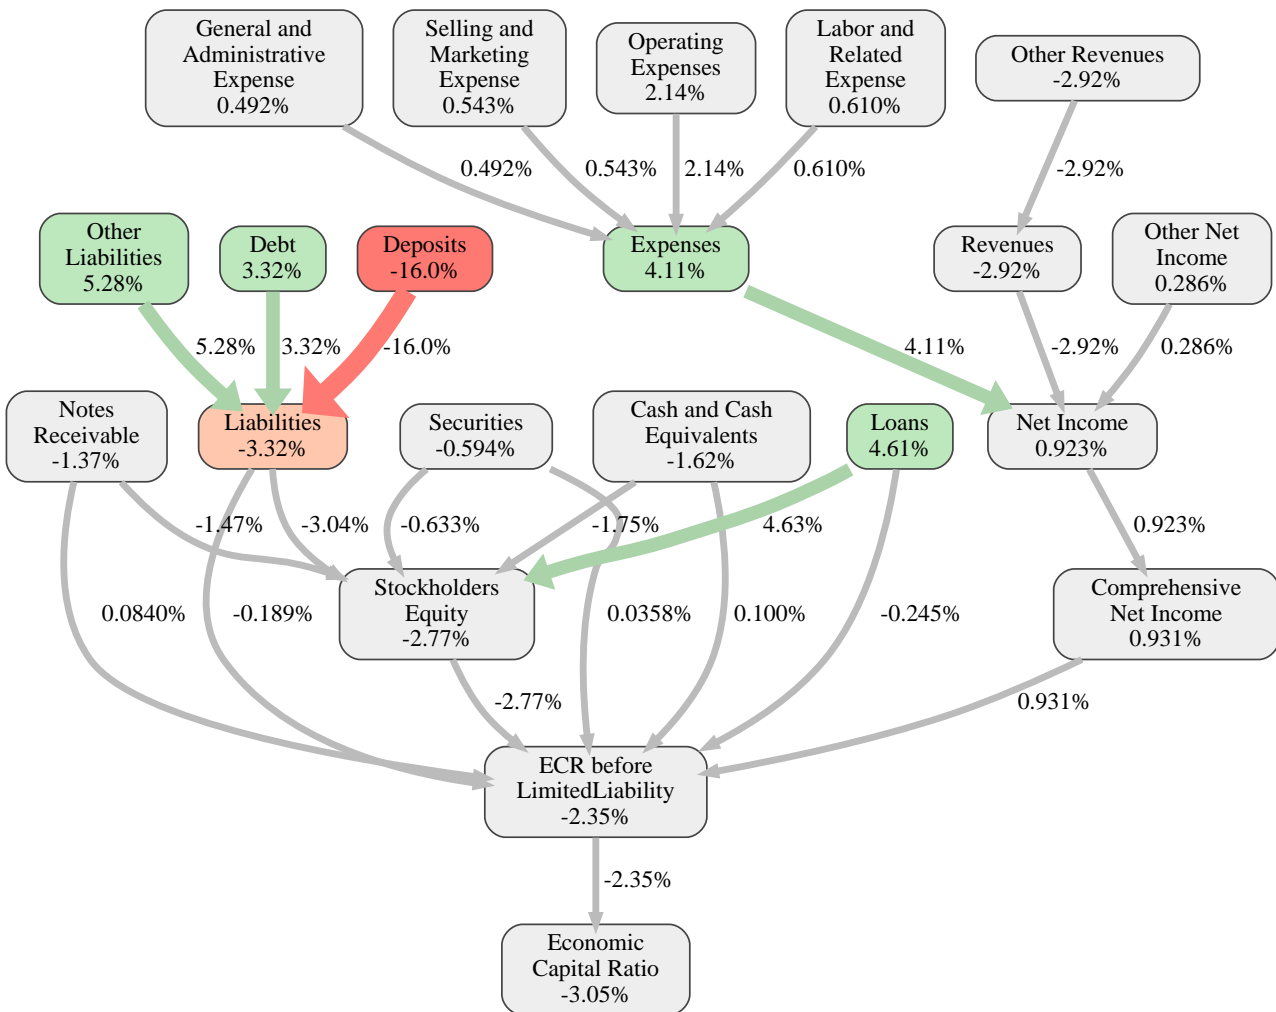 General and
Administrative
Expense
0.492%
Selling and
Marketing
Expense
0.543%
Operating
Expenses
2.14%
Labor and
Related
Expense
0.610%
Other Revenues
-2.92%
0.492%
0.543%
2.14%
0.610%
-2.92%
Other
Liabilities
5.28%
Debt
3.32%
Deposits
-16.0%
Expenses
4.11%
Revenues
-2.92%
Other Net
Income
0.286%
5.28%
3.32%
-16.0%
4.11%
-2.92%
0.286%
Notes
Receivable
-1.37%
Liabilities
-3.32%
Securities
-0.594%
Cash and Cash
Equivalents
-1.62%
Loans
4.61%
Net Income
0.923%
-1.47%
-3.04%
-0.633%
-1.75%
4.63%
0.923%
Stockholders
Equity
-2.77%
Comprehensive
Net Income
0.931%
0.0840%
-0.189%
0.0358%
0.100%
-0.245%
-2.77%
0.931%
ECR before
LimitedLiability
-2.35%
-2.35%
Economic
Capital Ratio
-3.05%